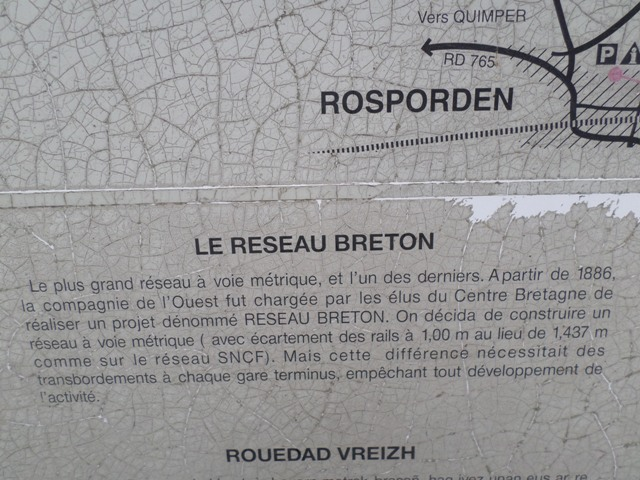 Vers QUIMPER
RD 765
P
ROSPORDEN
LE RESEAU BRETON
Le plus grand réseau à voie métrique, et l'un des derniers. A partir de 1886,
la compagnie de l'Ouest fut chargée par les élus du Centre Bretagne de
réaliser un projet dénommé RESEAU BRETON. On décida de construire un
réseau à voie métrique ( avec écartement des rails à 1,00 m au lieu de 1,437 m
comme sur le réseau SNCF). Mais cette différence nécessitait des
transbordements à chaque gare terminus, empêchant tout développement de
l'activité.
ROUEDAD VREIZH